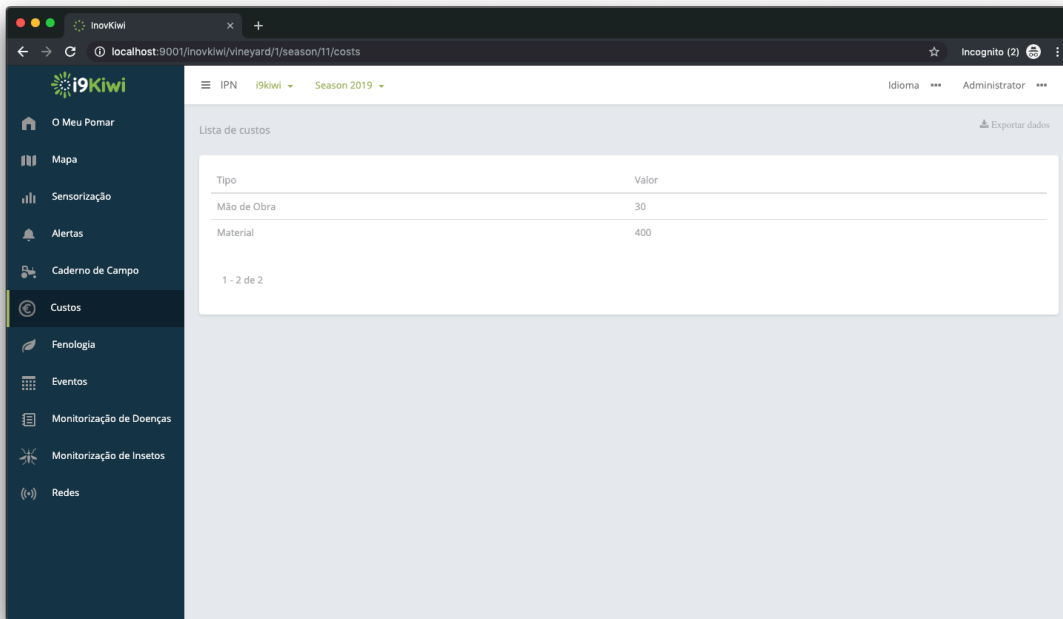 InovKiwi
localhost:9001/inovkiwi/vineyard/1/season/11/costs
Incognito (2)
i9Kiwi
IPN i9kiwi Season 2019 Idioma Administrator
O Meu Pomar
Mapa
Sensorização
Alertas
Caderno de Campo
Custos
Fenologia
Eventos
Monitorização de Doenças
Monitorização de Insetos
Redes
Lista de custos
Exportar dados
Tipo Valor
Mão de Obra 30
Material 400
1 - 2 de 2